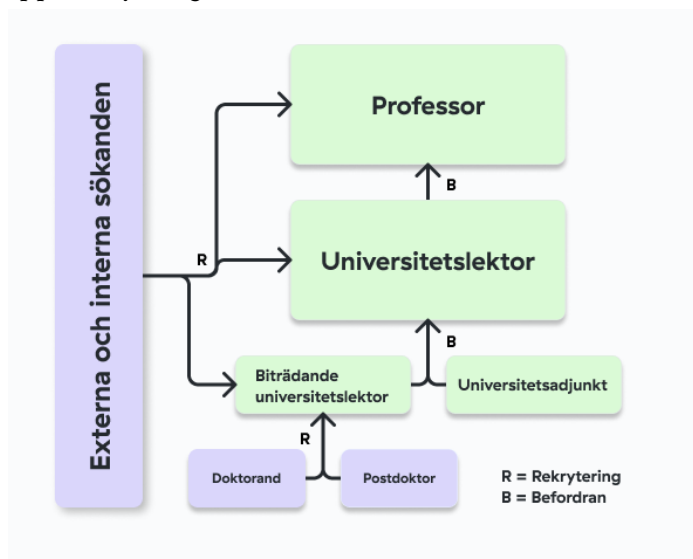 Externa och interna sökanden
Professor
B
Universitetslektor
R
B
Biträdande
universitetslektor
Universitetsadjunkt
R
Doktorand
Postdoktor
R = Rekrytering
B = Befordran